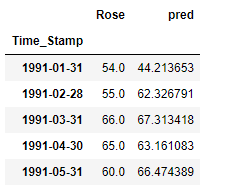 Rose pred
Time_Stamp
1991-01-31 54.0 44.213653
1991-02-28 55.0 62.326791
1991-03-31 66.0 67.313418
1991-04-30 65.0 63.161083
1991-05-31 60.0 66.474389